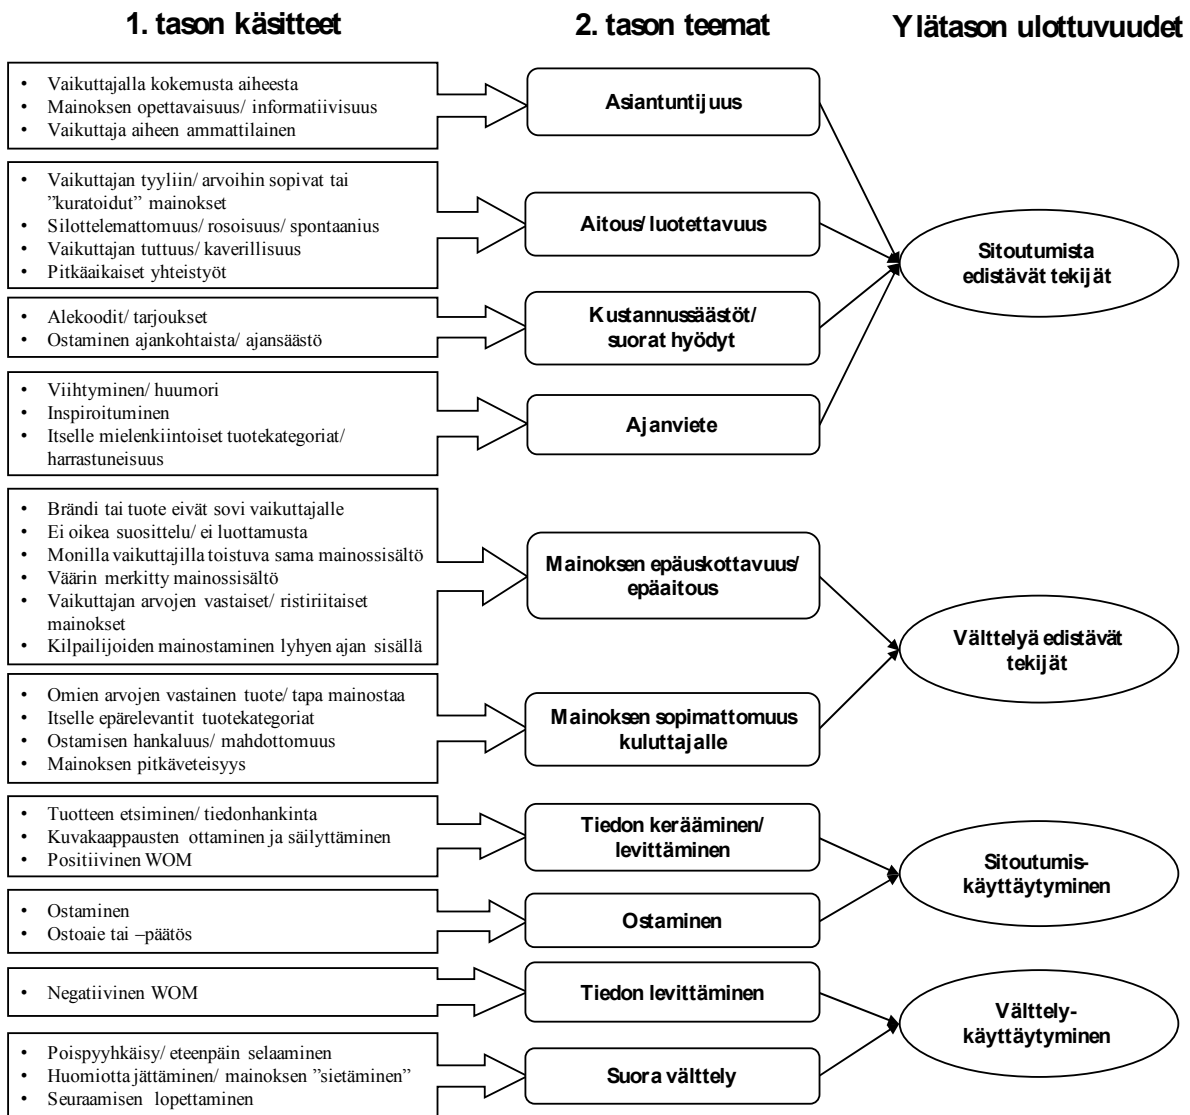 1. tason käsitteet
2. tason teemat
Ylätason ulottuvuudet
• Vaikuttajalla kokemusta aiheesta
• Mainoksen opettavaisuus/ informatiivisuus
• Vaikuttaja aiheen ammattilainen
Asiantuntijuus
• Vaikuttajan tyyliin/ arvoihin sopivat tai
”kuratoidut” mainokset
• Silottelemattomuus/ rosoisuus/ spontaanius
• Vaikuttajan tuttuus/ kaverillisuus
• Pitkäaikaiset yhteistyöt
Aitous/ luotettavuus
• Alekoodit/ tarjoukset
• Ostaminen ajankohtaista/ ajansäästö
Kustannussäästöt/
suorat hyödyt
• Viihtyminen/ huumori
• Inspiroituminen
• Itselle mielenkiintoiset tuotekategoriat/
harrastuneisuus
Ajanviete
Sitoutumista
edistävät tekijät
• Brändi tai tuote eivät sovi vaikuttajalle
• Ei oikea suosittelu/ ei luottamusta
• Monilla vaikuttajilla toistuva sama mainossisältö
• Väärin merkitty mainossisältö
• Vaikuttajan arvojen vastaiset/ ristiriitaiset
mainokset
• Kilpailijoiden mainostaminen lyhyen ajan sisällä
Mainoksen epäuskottavuus/
epäaitous
• Omien arvojen vastainen tuote/ tapa mainostaa
• Itselle epärelevantit tuotekategoriat
• Ostamisen hankaluus/ mahdottomuus
• Mainoksen pitkäveteisyys
Mainoksen sopimattomuus
kuluttajalle
Välttelyä edistävät
tekijät
• Tuotteen etsiminen/ tiedonhankinta
• Kuvakaappausten ottaminen ja säilyttäminen
• Positiivinen WOM
Tiedon kerääminen/
levittäminen
• Ostaminen
• Ostoaie tai –päätös
Ostaminen
Sitoutumis-
käyttäytyminen
• Negatiivinen WOM
Tiedon levittäminen
• Poispyyhkäisy/ eteenpäin selaaminen
• Huomiotta jättäminen/ mainoksen ”sietäminen”
• Seuraamisen lopettaminen
Suora välttely
Välttely-
käyttäytyminen